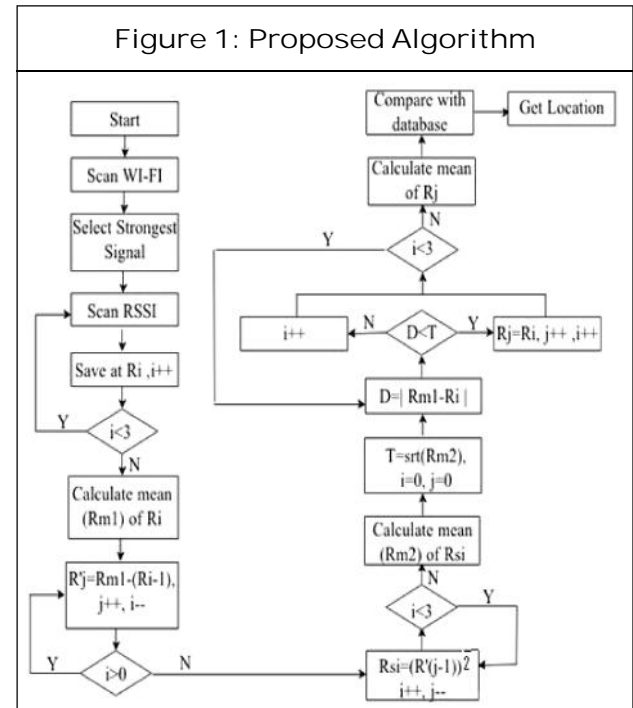 Figure 1: Proposed Algorithm
Start
Scan WI-FI
Select Strongest
Signal
Scan RSSI
Save at Ri ,i++
Y
i<3
N
Calculate mean
(Rm1) of Ri
R'j=Rm1-(Ri-1),
j++, i--
Y
i>0
N
Rsi=(R'(j-1))2
i++, j--
i<3
Y
N
Calculate mean
(Rm2) of Rsi
T=srt(Rm2),
i=0, j=0
D=| Rm1-Ri |
D<T
N
i++
Y
Rj=Ri, j++ ,i++
i<3
Y
N
Calculate mean
of Rj
Compare with
database
Get Location